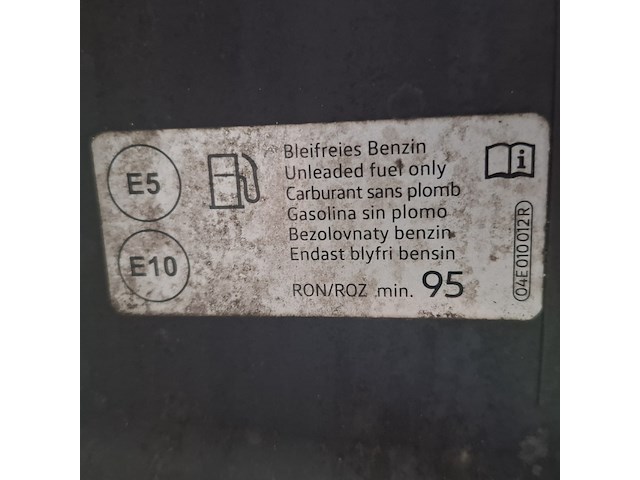 E5
E10
Bleifreies Benzin
Unleaded fuel only
Carburant sans plomb
Gasolina sin plomo
Bezolovnaty benzin
Endast blyfri bensin
RON/ROZ min. 95
i
04E 010 012 R